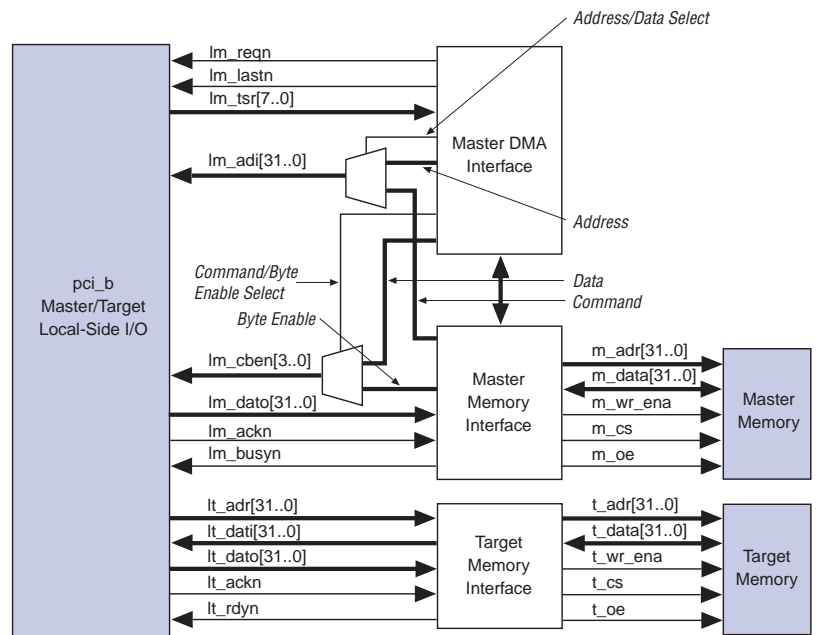 Address/Data Select
lm_reqn
lm_lastn
lm_tsr[7..0]
lm_adi[31..0]
Master DMA
Interface
Address
pci_b
Master/Target
Local-Side I/O
Command/Byte
Enable Select
Data
Command
Byte Enable
lm_cben[3..0]
lm_dato[31..0]
lm_ackn
lm_busyn
Master
Memory
Interface
m_adr[31..0]
m_data[31..0]
m_wr_ena
m_cs
m_oe
Master
Memory
lt_adr[31..0]
lt_dati[31..0]
lt_dato[31..0]
lt_ackn
lt_rdyn
Target
Memory
Interface
t_adr[31..0]
t_data[31..0]
t_wr_ena
t_cs
t_oe
Target
Memory